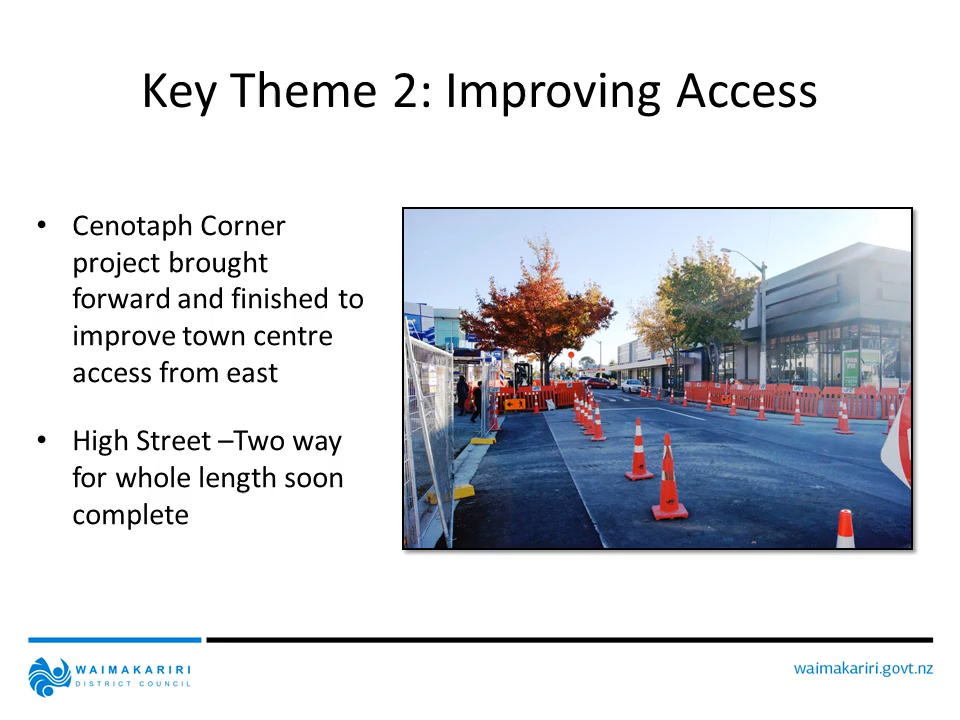 Key Theme 2: Improving Access
• Cenotaph Corner
project brought
forward and finished to
improve town centre
access from east
• High Street –Two way
for whole length soon
complete
WAIMAKARIRI
DISTRICT COUNCIL
waimakariri.govt.nz